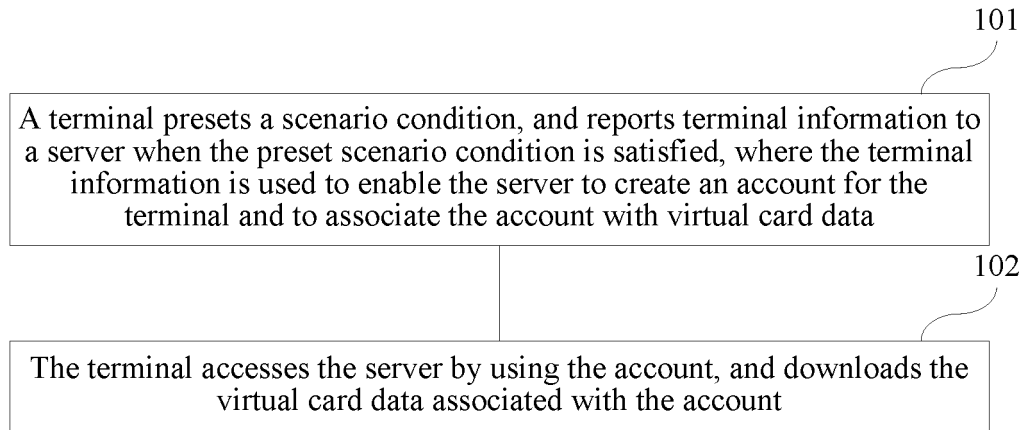 101
A terminal presets a scenario condition, and reports terminal information to
a server when the preset scenario condition is satisfied, where the terminal
information is used to enable the server to create an account for the
terminal and to associate the account with virtual card data
102
The terminal accesses the server by using the account, and downloads the
virtual card data associated with the account